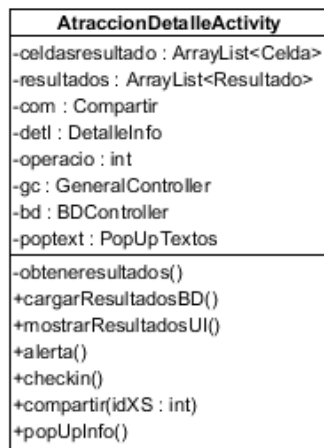 AtraccionDetalleActivity
-celdasresultado : ArrayList<Celda>
-resultados : ArrayList<Resultado>
-com : Compartir
-detI : DetalleInfo
-operacio : int
-gc : GeneralController
-bd : BDController
-poptext : PopUpTextos
-obteneresultados()
+cargarResultadosBD()
+mostrarResultadosUI()
+alerta()
+checkin()
+compartir(idXS : int)
+popUpInfo()